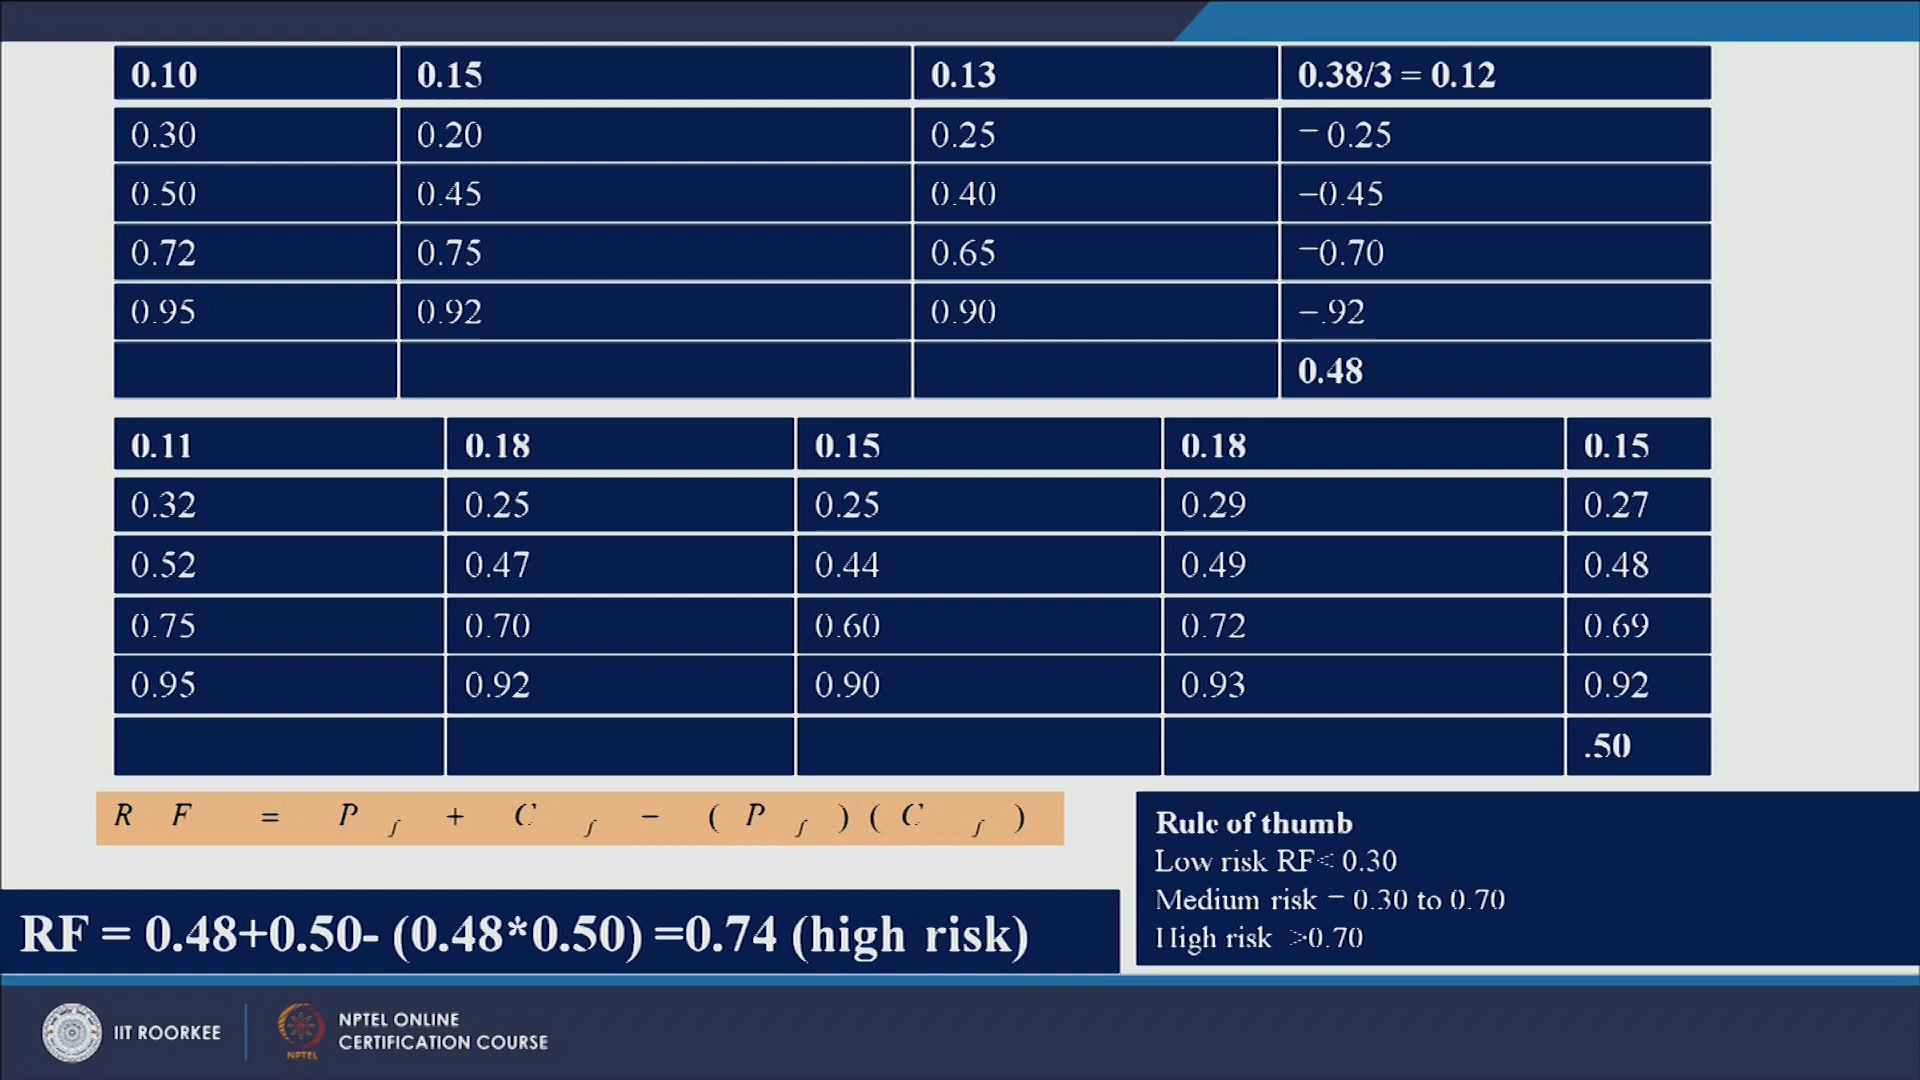 0.10 0.15 0.13 0.38/3 = 0.12
0.30 0.20 0.25 = 0.25
0.50 0.45 0.40 =0.45
0.72 0.75 0.65 =0.70
0.95 0.92 0.90 =.92
0.48
0.11 0.18 0.15 0.18 0.15
0.32 0.25 0.25 0.29 0.27
0.52 0.47 0.44 0.49 0.48
0.75 0.70 0.60 0.72 0.69
0.95 0.92 0.90 0.93 0.92
.50
R F = P f + C f − ( P f ) ( C f )
RF = 0.48+0.50- (0.48*0.50) =0.74 (high risk)
Rule of thumb
Low risk RF< 0.30
Medium risk = 0.30 to 0.70
High risk >0.70
IIT ROORKEE
NPTEL
NPTEL ONLINE
CERTIFICATION COURSE